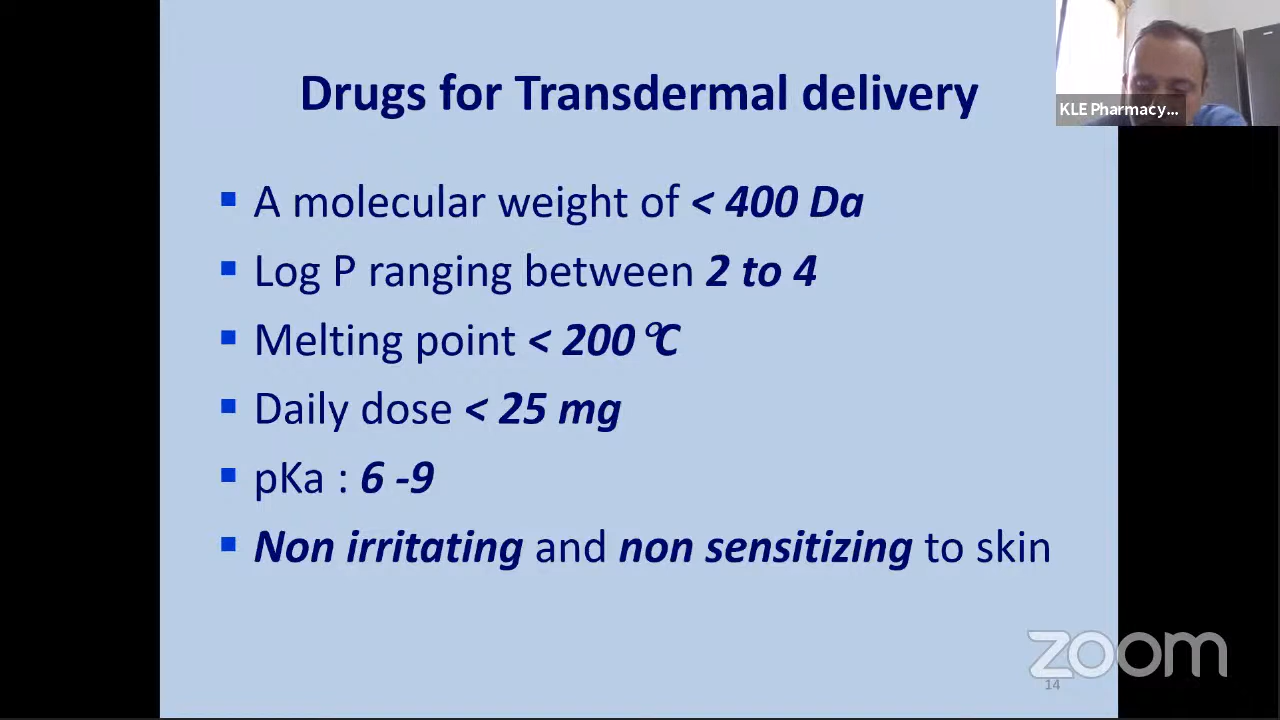 Drugs for Transdermal delivery
KLE Pharmacy...
▪ A molecular weight of < 400 Da
▪ Log P ranging between 2 to 4
▪ Melting point < 200°C
▪ Daily dose < 25 mg
▪ pKa : 6 -9
▪ Non irritating and non sensitizing to skin
zoom
14